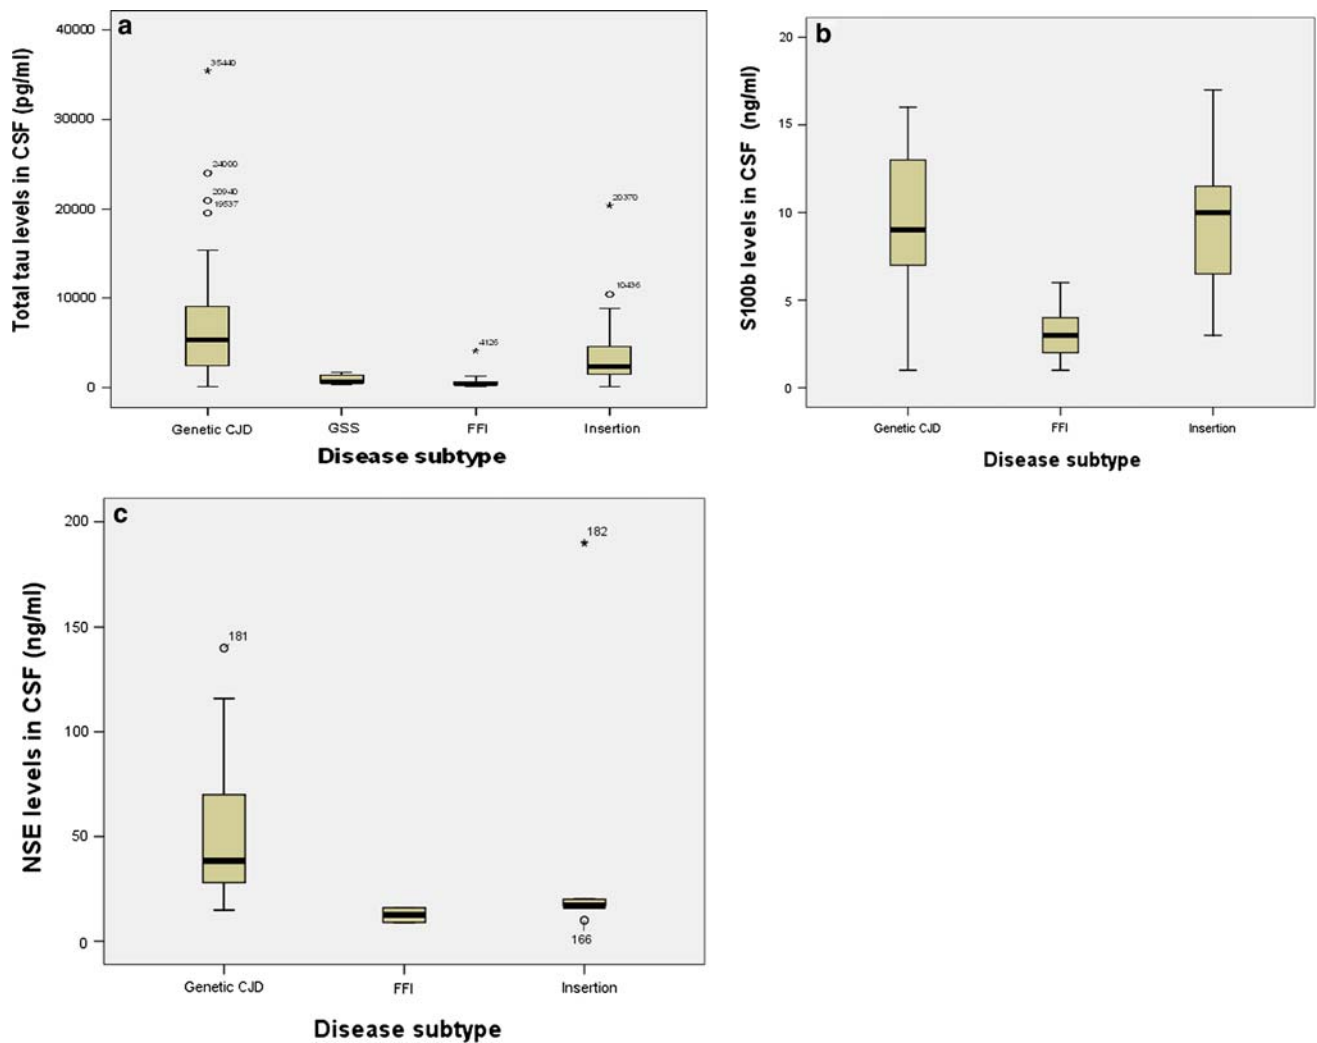 a
Total tau levels in CSF (pg/ml)
40000
30000
20000
10000
0
35440
24000
20940
19537
4126
20370
10436
Genetic CJD GSS FFI Insertion
Disease subtype
b
S100b levels in CSF (ng/ml)
20
15
10
5
0
Genetic CJD FFI Insertion
Disease subtype
c
NSE levels in CSF (ng/ml)
200
150
100
50
0
181
182
166
Genetic CJD FFI Insertion
Disease subtype